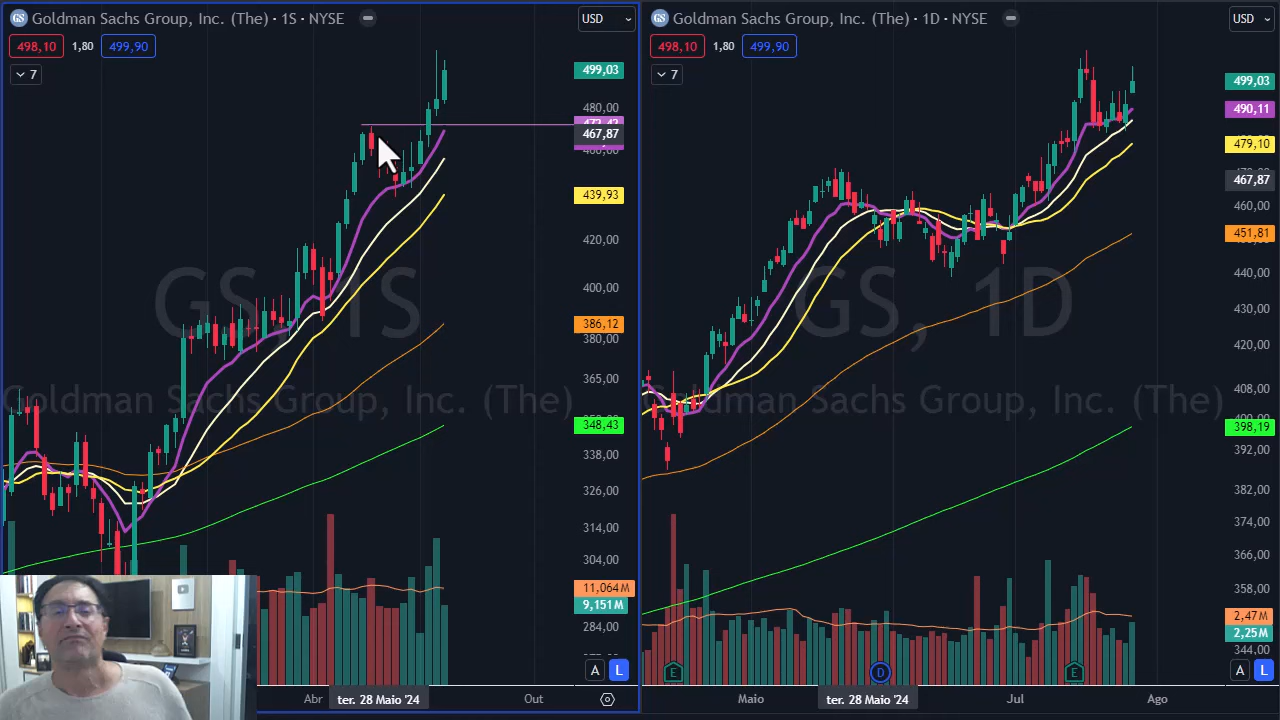 Goldman Sachs Group, Inc. (The) · 1S · NYSE
USD
498,10 1,80 499,90
7
499,03
480,00
467,87
460,00
439,93
420,00
400,00
386,12
380,00
365,00
348,43
338,00
326,00
314,00
304,00
11,064 M
9,151 M
284,00
GS, 1S
Goldman Sachs Group, Inc. (The)
A L
Abr ter. 28 Maio '24 Out
Goldman Sachs Group, Inc. (The) · 1D · NYSE
USD
498,10 1,80 499,90
7
499,03
490,11
479,10
467,87
460,00
451,81
440,00
430,00
420,00
408,00
400,00
398,19
392,00
382,00
374,00
366,00
358,00
2,47 M
2,25 M
344,00
GS, 1D
Goldman Sachs Group, Inc. (The)
E D E
A L
Maio ter. 28 Maio '24 Jul Ago